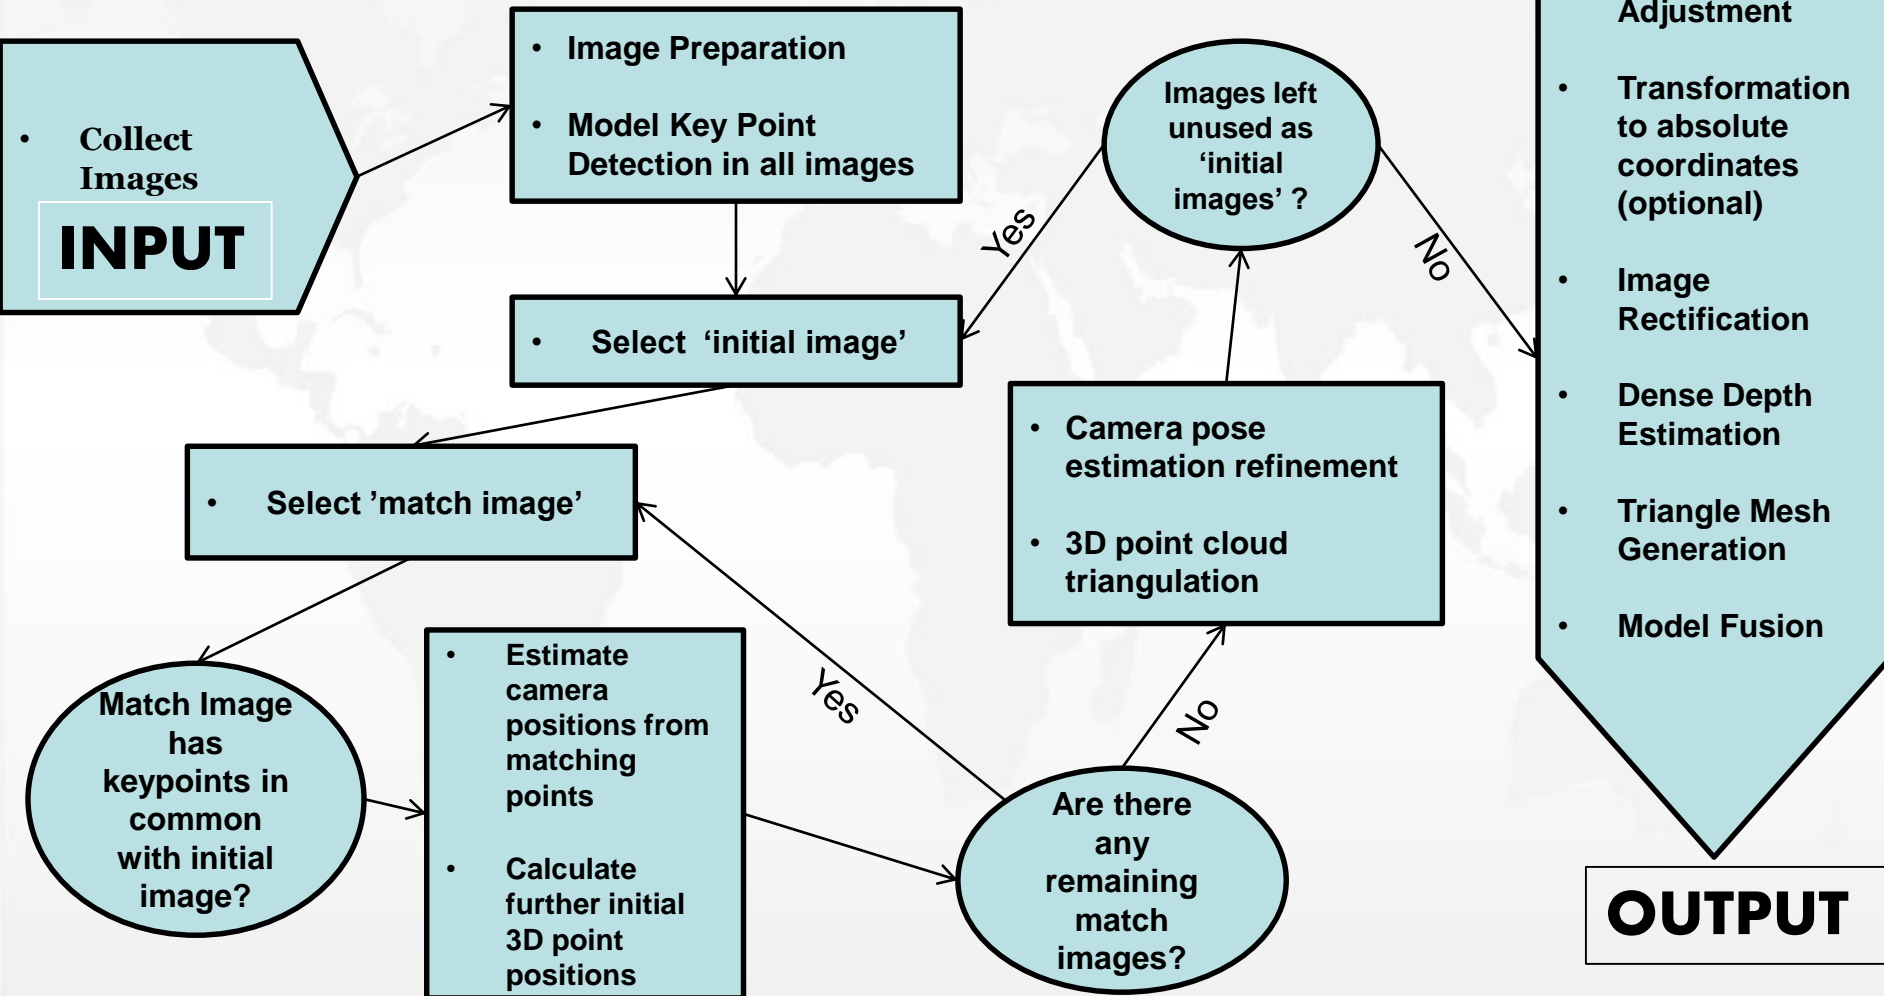 • Collect
Images
INPUT
• Image Preparation
• Model Key Point
Detection in all images
• Select ‘initial image’
• Select ’match image’
Match Image
has
keypoints in
common
with initial
image?
• Estimate
camera
positions from
matching
points
• Calculate
further initial
3D point
positions
Yes
Are there
any
remaining
match
images?
No
• Camera pose
estimation refinement
• 3D point cloud
triangulation
Images left
unused as
‘initial
images’ ?
Yes
No
Adjustment
• Transformation
to absolute
coordinates
(optional)
• Image
Rectification
• Dense Depth
Estimation
• Triangle Mesh
Generation
• Model Fusion
OUTPUT